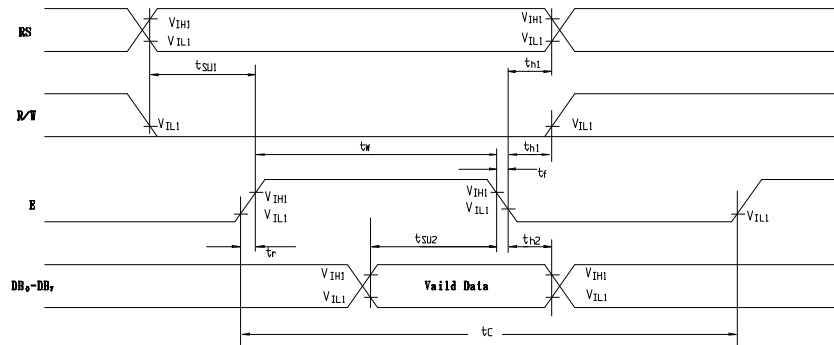 RS
VIH1
VIL1
VIH1
VIL1
tSU1
th1
R/W
VIL1
VIL1
tW
th1
tf
E
VIH1
VIL1
VIH1
VIL1
VIL1
tr
tSU2
th2
DB0-DB7
VIH1
VIL1
Vaild Data
VIH1
VIL1
tC